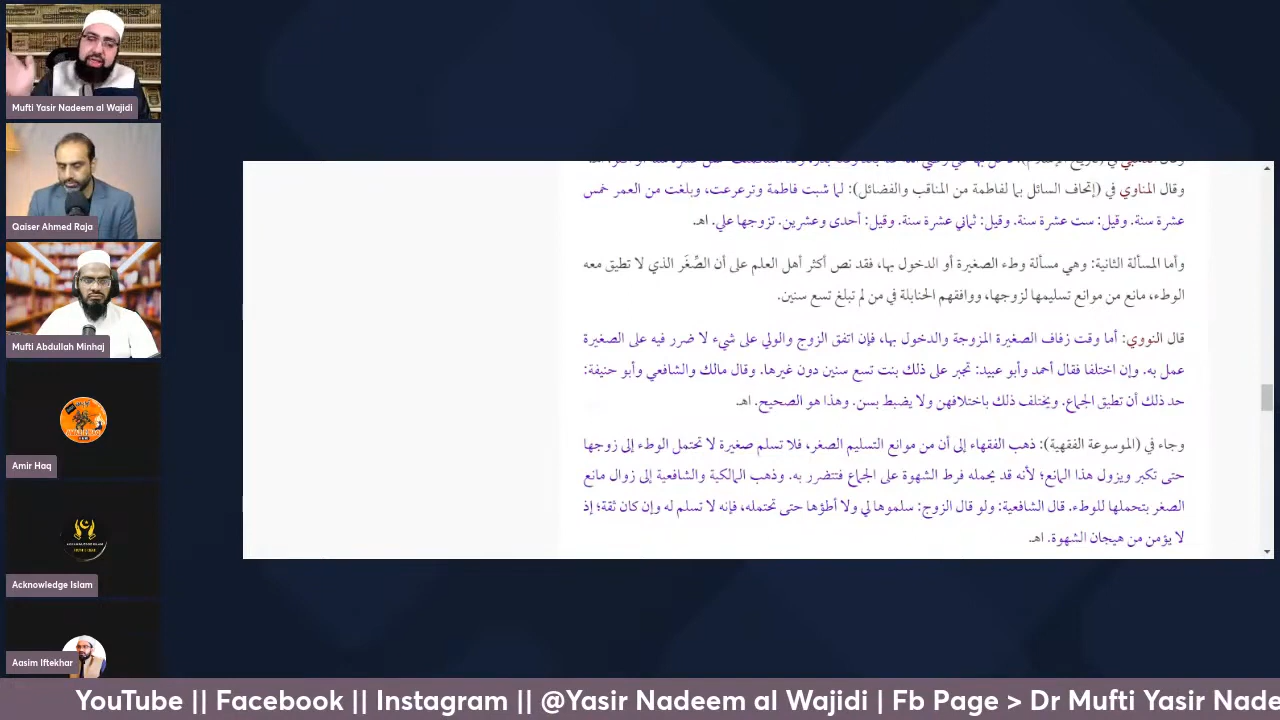 Mufti Yasir Nadeem al Wajidi
Qaiser Ahmed Raja
Mufti Abdullah Minhaj
Amir Haq
Acknowledge Islam
Aasim Iftekhar
وقال المناوي في (إتحاف السائل بما لفاطمة من المناقب والفضائل): لما شبت فاطمة وترعرعت، وبلغت من العمر خمس
عشرة سنة. وقيل: ست عشرة سنة. وقيل: ثماني عشرة سنة. وقيل: أحدى وعشرين. تزوجها علي. اهـ.
وأما المسألة الثانية: وهي مسألة وطء الصغيرة أو الدخول بها، فقد نص أكثر أهل العلم على أن الصِّغَر الذي لا تطيق معه
الوطء، مانع من موانع تسليمها لزوجها، ووافقهم الحنابلة في من لم تبلغ تسع سنين.
قال النووي: أما وقت زفاف الصغيرة المزوجة والدخول بها، فإن اتفق الزوج والولي على شيء لا ضرر فيه على الصغيرة
عمل به. وإن اختلفا فقال أحمد وأبو عبيد: تجبر على ذلك بنت تسع سنين دون غيرها. وقال مالك والشافعي وأبو حنيفة:
حد ذلك أن تطيق الجماع. ويختلف ذلك باختلافهن ولا يضبط بسن. وهذا هو الصحيح. اهـ.
وجاء في (الموسوعة الفقهية): ذهب الفقهاء إلى أن من موانع التسليم الصغر، فلا تسلم صغيرة لا تحتمل الوطء إلى زوجها
حتى تكبر ويزول هذا المانع؛ لأنه قد يحمله فرط الشهوة على الجماع فتتضرر به. وذهب المالكية والشافعية إلى زوال مانع
الصغر بتحملها للوطء. قال الشافعية: ولو قال الزوج: سلموها لي ولا أطؤها حتى تحتمله، فإنه لا تسلم له وإن كان ثقة؛ إذ
لا يؤمن من هيجان الشهوة. اهـ.
YouTube || Facebook || Instagram || @Yasir Nadeem al Wajidi | Fb Page > Dr Mufti Yasir Nade